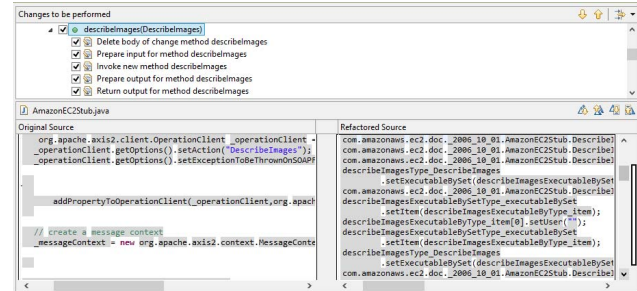 Changes to be performed
describeImages(DescribeImages)
Delete body of change method describeImages
Prepare input for method describeImages
Invoke new method describeImages
Prepare output for method describeImages
Return output for method describeImages
AmazonEC2Stub.java
Original Source
org.apache.axis2.client.OperationClient _operationClient
_operationClient.getOptions().setAction("DescribeImages");
_operationClient.getOptions().setExceptionToBeThrownOnSOAPF
addPropertyToOperationClient(_operationClient,org.apach
// create a message context
_messageContext = new org.apache.axis2.context.MessageConte
Refactored Source
com.amazonaws.ec2.doc._2006_10_01.AmazonEC2Stub.DescribeI
com.amazonaws.ec2.doc._2006_10_01.AmazonEC2Stub.DescribeI
describeImagesType_DescribeImages
.setExecutableBySet(describeImagesExecutableBySet
com.amazonaws.ec2.doc._2006_10_01.AmazonEC2Stub.DescribeI
describeImagesExecutableBySetType_executableBySet
.setItem(describeImagesExecutableByType_item);
describeImagesExecutableByType_item[0].setUser("");
describeImagesExecutableBySetType_executableBySet
.setItem(describeImagesExecutableByType_item);
describeImagesType_DescribeImages
.setExecutableBySet(describeImagesExecutableBySet
com.amazonaws.ec2.doc._2006_10_01.AmazonEC2Stub.DescribeI